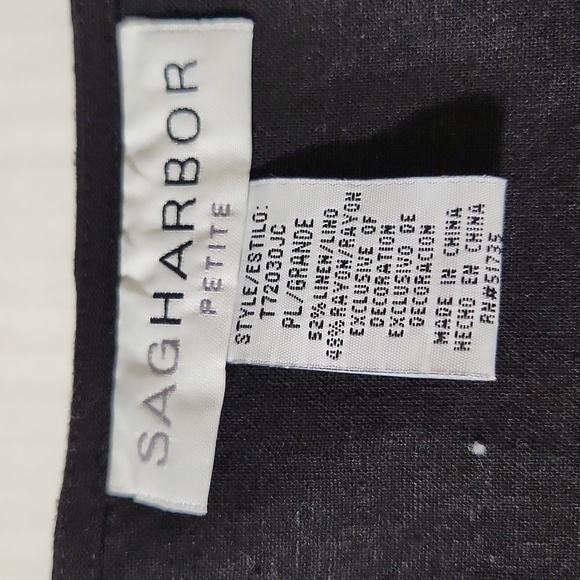 SAGHARBOR
PETITE
STYLE/ESTILO:
T72030JC
PL/GRANDE
52%LINEN/LINO
48%RAYON/RAYON
EXCLUSIVE OF
DECORATION
EXCLUSIVO DE
DECORACION
MADE IN CHINA
HECHO EN CHINA
RN#51735